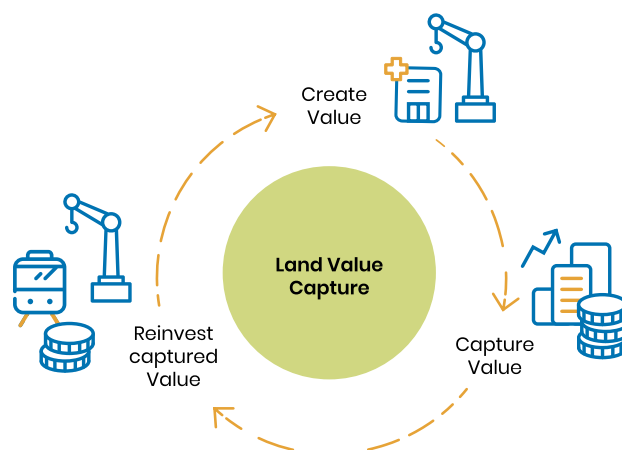 Create
Value
Land Value
Capture
Capture
Value
Reinvest
captured
Value